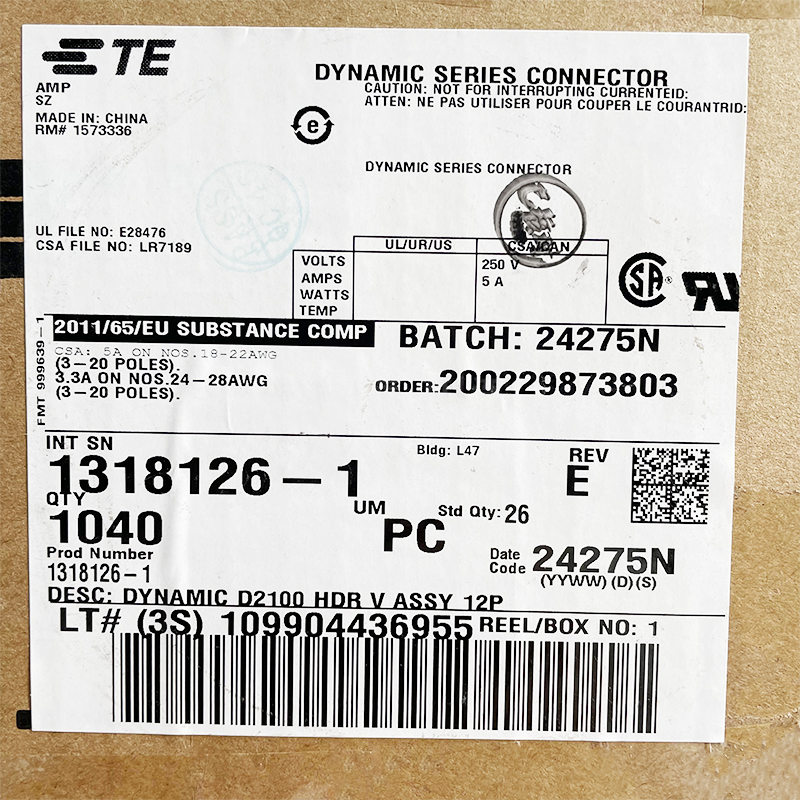 TE
AMP
SZ
MADE IN: CHINA
RM# 1573336
DYNAMIC SERIES CONNECTOR
CAUTION: NOT FOR INTERRUPTING CURRENTEID:
ATTEN: NE PAS UTILISER POUR COUPER LE COURANTRID:
e
DYNAMIC SERIES CONNECTOR
UL FILE NO: E28476
CSA FILE NO: LR7189
UL/UR/US CSA/CAN
VOLTS 250 V
AMPS 5 A
WATTS
TEMP
SA
RU
FMT 999639-1
2011/65/EU SUBSTANCE COMP
BATCH: 24275N
CSA: 5A ON NOS.18-22AWG
(3-20 POLES).
3.3A ON NOS.24-28AWG
(3-20 POLES).
ORDER:200229873803
INT SN
1318126-1
Bldg: L47
REV
E
QTY
1040
UM
PC
Std Qty: 26
Prod Number
1318126-1
Date Code 24275N
(YYWW) (D) (S)
DESC: DYNAMIC D2100 HDR V ASSY 12P
LT# (3S) 109904436955 REEL/BOX NO: 1